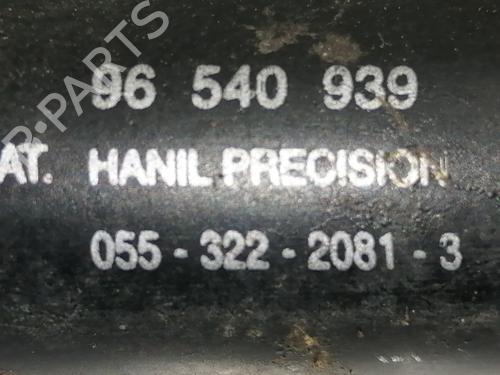 96 540 939
AT. HANIL PRECISION
055 - 322 - 2081 - 3